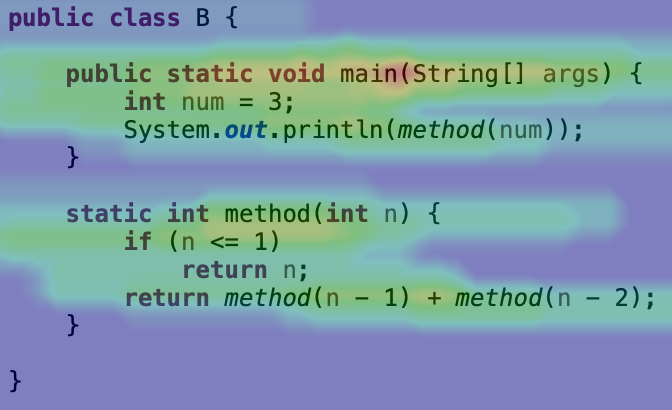 public class B {
public static void main(String[] args) {
int num = 3;
System.out.println(method(num));
}
static int method(int n) {
if (n <= 1)
return n;
return method(n - 1) + method(n - 2);
}
}